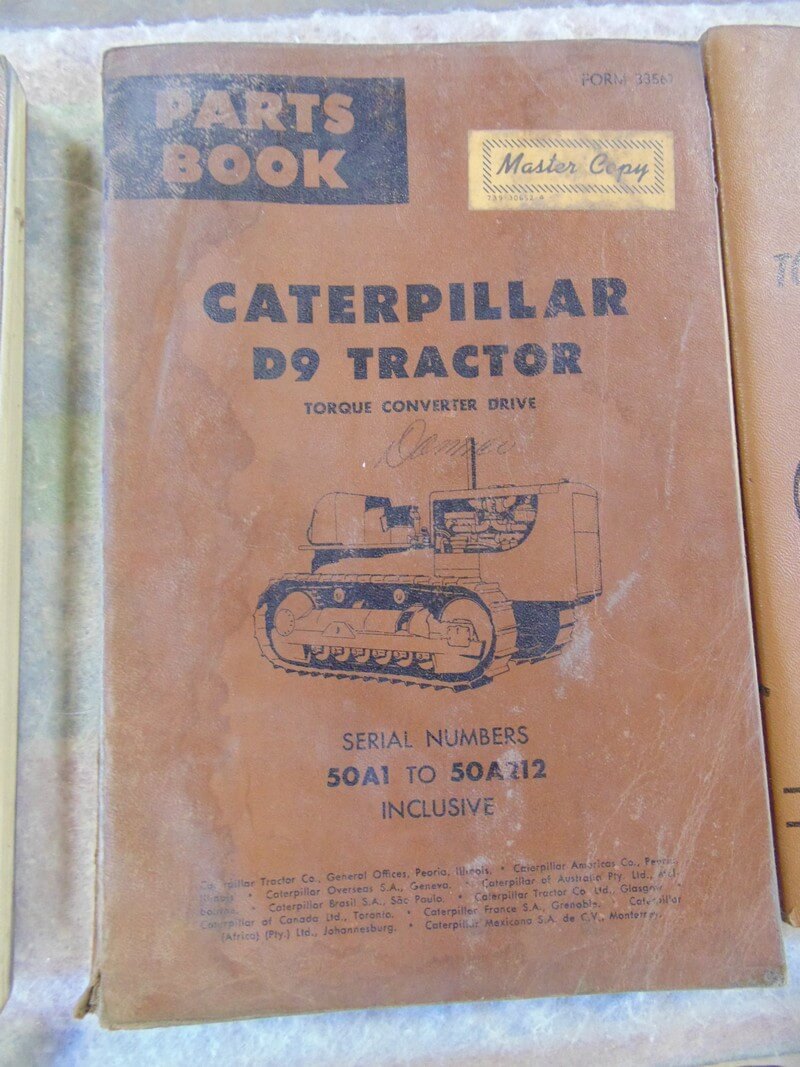 PARTS
BOOK
FORM
Master Copy
CATERPILLAR
D9 TRACTOR
TORQUE CONVERTER DRIVE
SERIAL NUMBERS
50A1 TO 50A212
INCLUSIVE
Caterpillar Tractor Co., General Offices, Peoria, Illinois. • Caterpillar Americas Co., Peoria,
Illinois • Caterpillar Overseas S.A., Geneva. • Caterpillar of Australia Pty. Ltd., Mel-
bourne. • Caterpillar Brasil S.A., São Paulo. • Caterpillar Tractor Co Ltd., Glasgow •
Caterpillar of Canada Ltd., Toronto. • Caterpillar France S.A., Grenoble. Caterpillar
(Africa) (Pty.) Ltd., Johannesburg. • Caterpillar Mexicana S.A. de C.V., Monterrey.